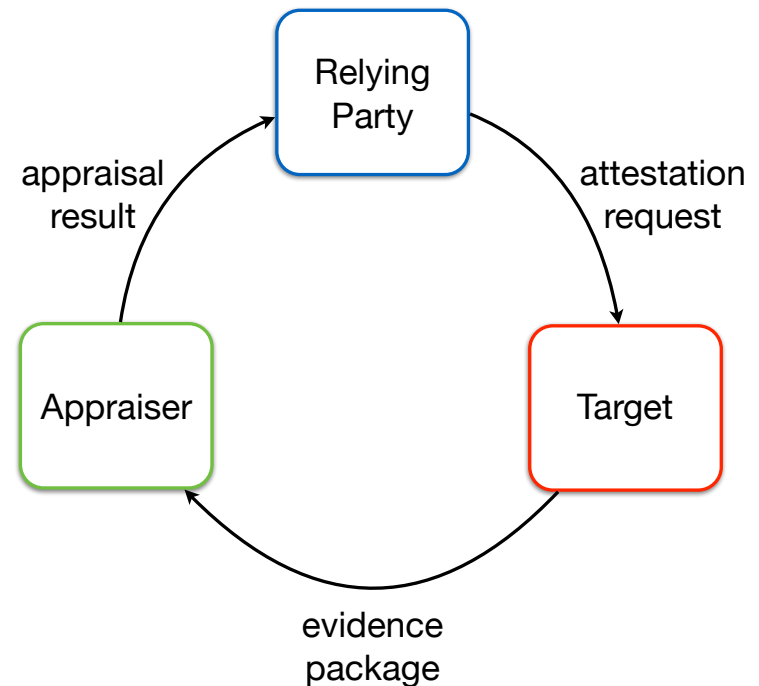 Relying
Party
appraisal
result
attestation
request
Appraiser
Target
evidence
package